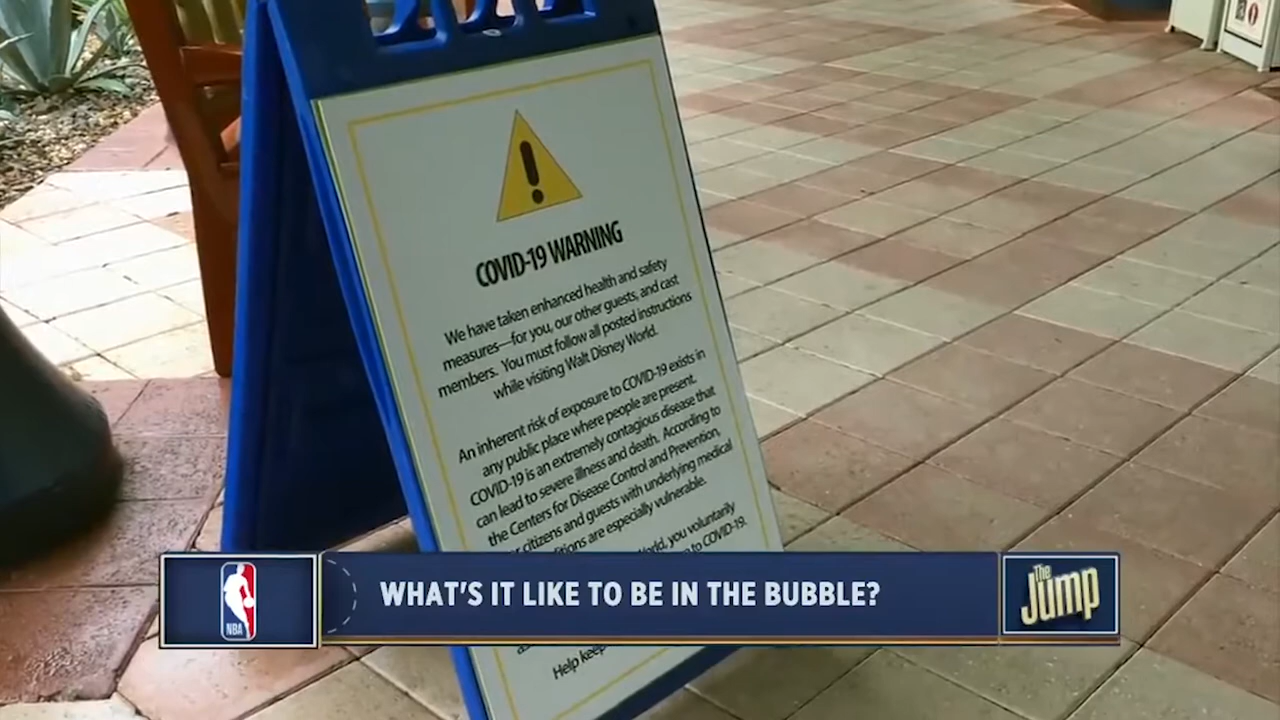 COVID-19 WARNING
We have taken enhanced health and safety
measures—for you, our other guests, and cast
members. You must follow all posted instructions
while visiting Walt Disney World.
An inherent risk of exposure to COVID-19 exists in
any public place where people are present.
COVID-19 is an extremely contagious disease that
can lead to severe illness and death. According to
the Centers for Disease Control and Prevention,
citizens and guests with underlying medical
are especially vulnerable.
you voluntarily
to COVID-19.
NBA
WHAT'S IT LIKE TO BE IN THE BUBBLE?
The Jump
Help keep